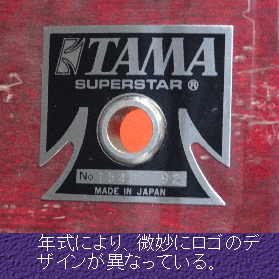 TAMA
SUPERSTAR ®
No.
MADE IN JAPAN
年式により、微妙にロゴのデ
ザインが異なっている。